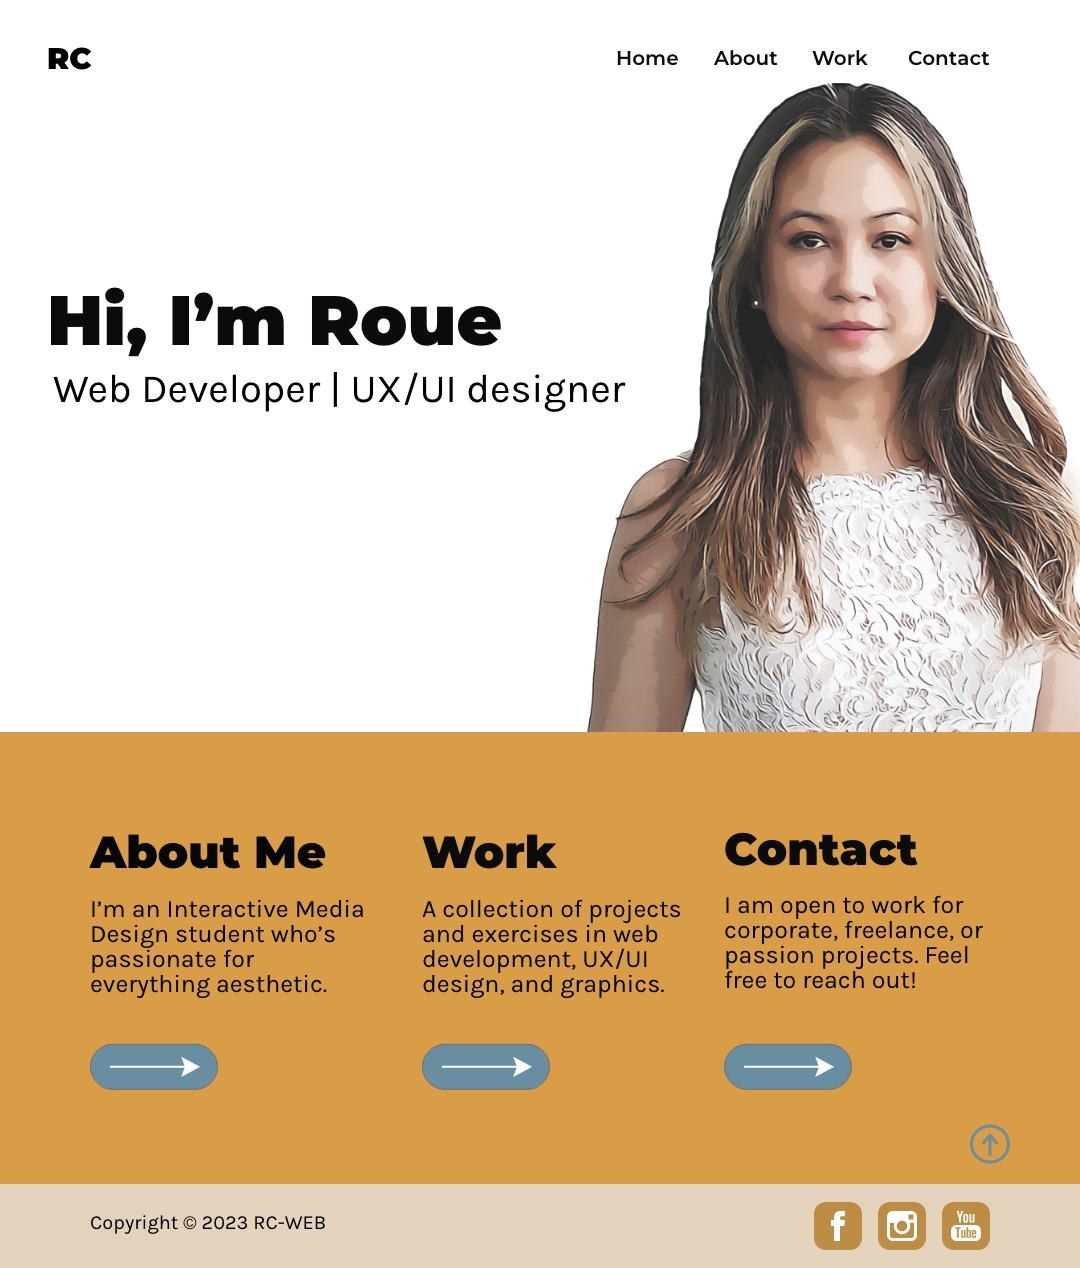 RC
Home About Work Contact
Hi, I’m Roue
Web Developer | UX/UI designer
About Me
I’m an Interactive Media
Design student who’s
passionate for
everything aesthetic.
Work
A collection of projects
and exercises in web
development, UX/UI
design, and graphics.
Contact
I am open to work for
corporate, freelance, or
passion projects. Feel
free to reach out!
Copyright © 2023 RC-WEB
f
You
Tube